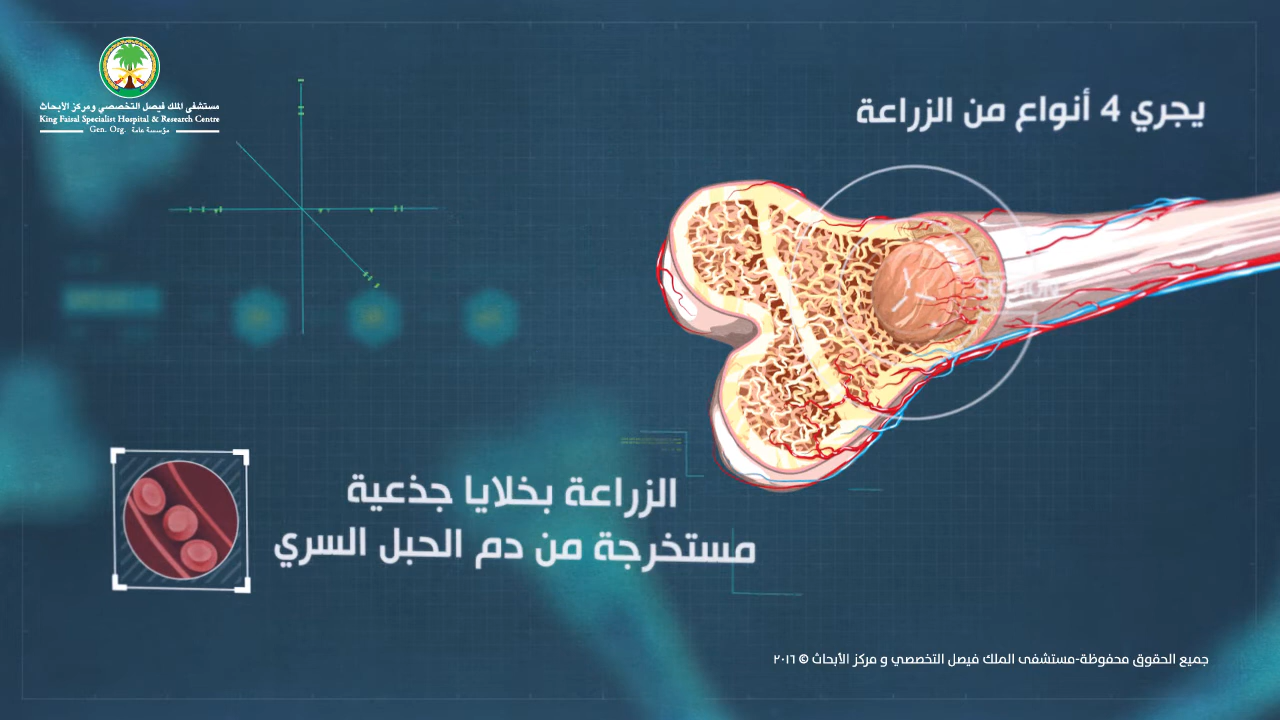 مستشفى الملك فيصل التخصصي ومركز الأبحاث
King Faisal Specialist Hospital & Research Centre
Gen. Org. مؤسسة عامة
يجري 4 أنواع من الزراعة
SECTION
الزراعة بخلايا جذعية
مستخرجة من دم الحبل السري
جميع الحقوق محفوظة-مستشفى الملك فيصل التخصصي و مركز الأبحاث © ٢٠١٦